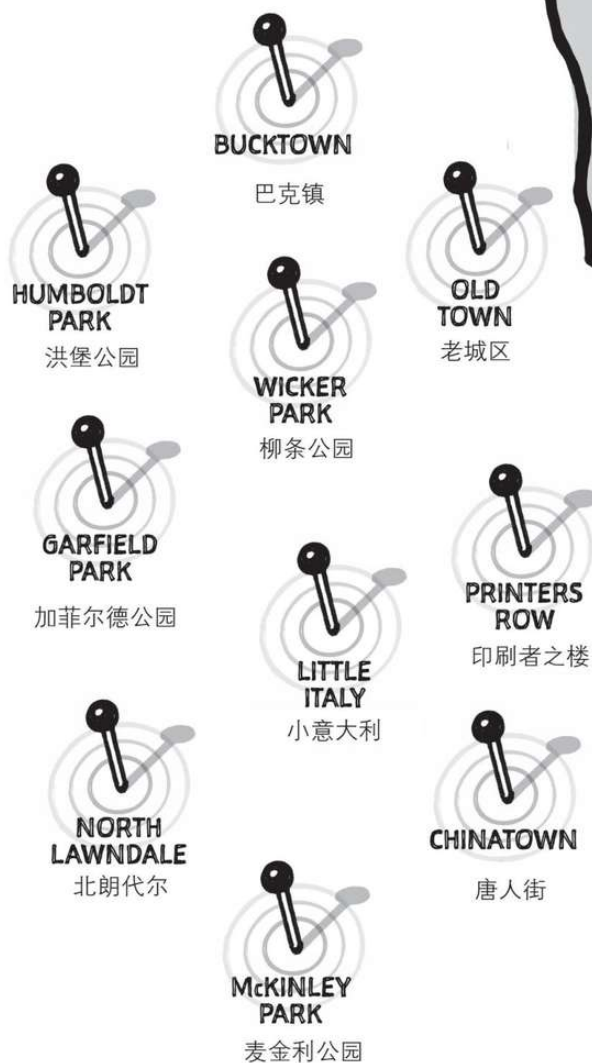 BUCKTOWN
巴克镇
HUMBOLDT
PARK
洪堡公园
OLD
TOWN
老城区
WICKER
PARK
柳条公园
GARFIELD
PARK
加菲尔德公园
PRINTERS
ROW
印刷者之楼
LITTLE
ITALY
小意大利
NORTH
LAWNDALE
北朗代尔
CHINATOWN
唐人街
McKINLEY
PARK
麦金利公园